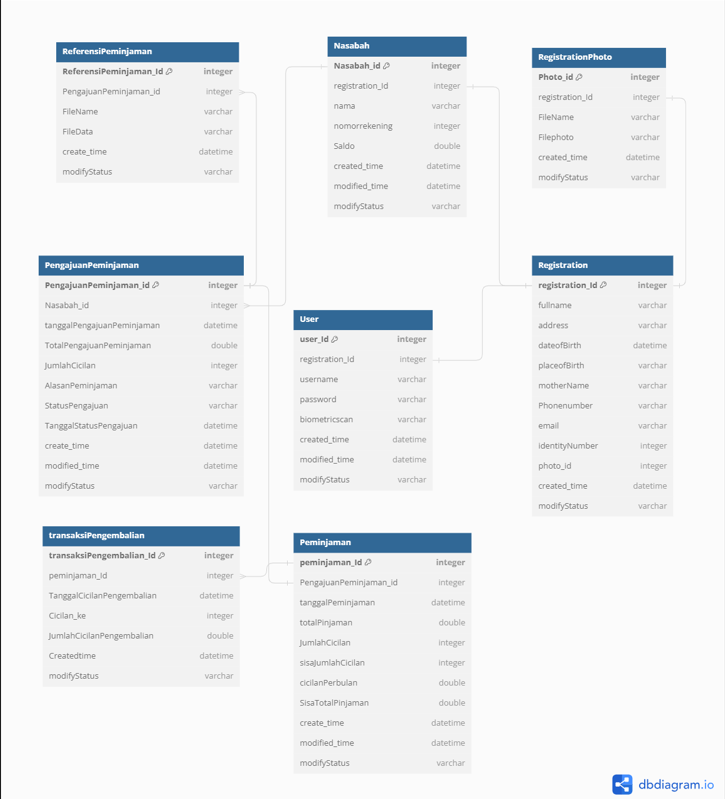 ReferensiPeminjaman
ReferensiPeminjaman_Id integer
PengajuanPeminjaman_id integer
FileName varchar
FileData varchar
create_time datetime
modifyStatus varchar
Nasabah
Nasabah_id integer
registration_Id integer
nama varchar
nomorrekening integer
Saldo double
created_time datetime
modified_time datetime
modifyStatus varchar
RegistrationPhoto
Photo_id integer
registration_id integer
FileName varchar
Filephoto varchar
created_time datetime
modifyStatus varchar
PengajuanPeminjaman
PengajuanPeminjaman_id integer
Nasabah_id integer
tanggalPengajuanPeminjaman datetime
TotalPengajuanPeminjaman double
JumlahCicilan integer
AlasanPeminjaman varchar
StatusPengajuan varchar
TanggalStatusPengajuan datetime
create_time datetime
modified_time datetime
modifyStatus varchar
User
user_Id integer
registration_Id integer
username varchar
password varchar
biometricscan varchar
created_time datetime
modified_time datetime
modifyStatus varchar
Registration
registration_Id integer
fullname varchar
address varchar
dateofBirth datetime
placeofBirth varchar
motherName varchar
Phonenumber varchar
email varchar
identityNumber integer
photo_id integer
created_time datetime
modifyStatus varchar
transaksiPengembalian
transaksiPengembalian_Id integer
peminjaman_Id integer
TanggalCicilanPengembalian datetime
Cicilan_ke integer
JumlahCicilanPengembalian double
Createdtime datetime
modifyStatus varchar
Peminjaman
peminjaman_Id integer
PengajuanPeminjaman_id integer
tanggalPeminjaman datetime
totalPinjaman double
JumlahCicilan integer
sisaJumlahCicilan integer
cicilanPerbulan double
SisaTotalPinjaman double
create_time datetime
modified_time datetime
modifyStatus varchar
dbdiagram.io